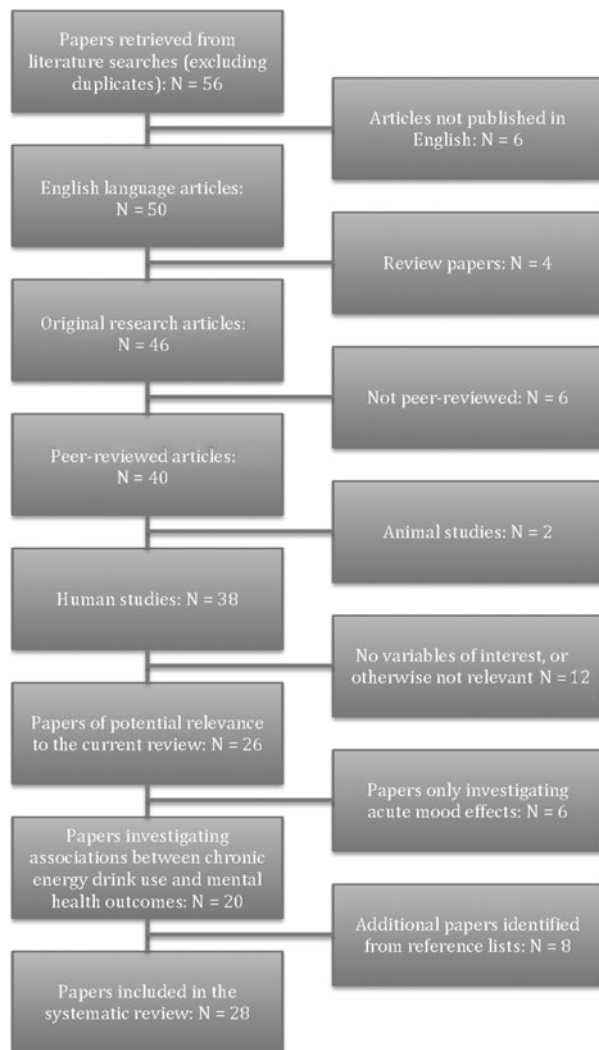 Papers retrieved from
literature searches (excluding
duplicates): N = 56
Articles not published in
English: N = 6
English language articles:
N = 50
Review papers: N = 4
Original research articles:
N = 46
Not peer-reviewed: N = 6
Peer-reviewed articles:
N = 40
Animal studies: N = 2
Human studies: N = 38
No variables of interest, or
otherwise not relevant N = 12
Papers of potential relevance
to the current review: N = 26
Papers only investigating
acute mood effects: N = 6
Papers investigating
associations between chronic
energy drink use and mental
health outcomes: N = 20
Additional papers identified
from reference lists: N = 8
Papers included in the
systematic review: N = 28